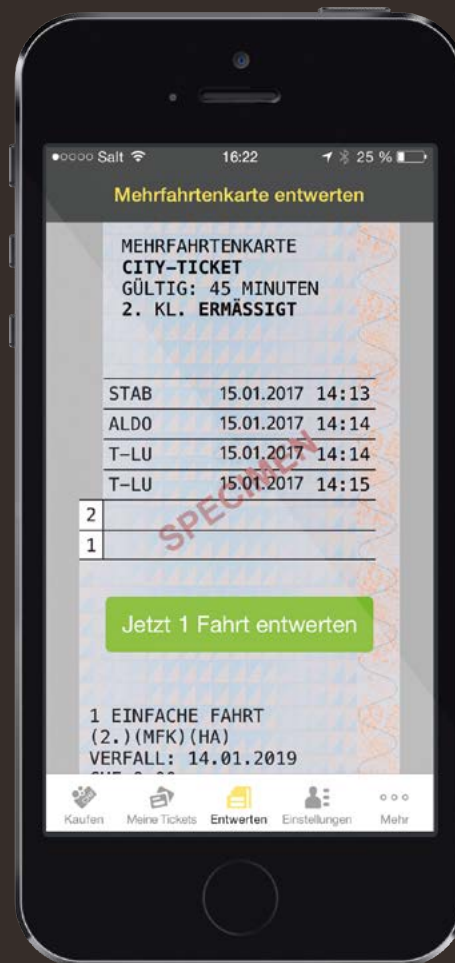 Salt 16:22 25 %
Mehrfahrtenkarte entwerten
MEHRFAHRTENKARTE
CITY-TICKET
GÜLTIG: 45 MINUTEN
2. KL. ERMÄSSIGT
STAB 15.01.2017 14:13
ALDO 15.01.2017 14:14
T-LU 15.01.2017 14:14
T-LU 15.01.2017 14:15
2
1
SPECIMEN
Jetzt 1 Fahrt entwerten
1 EINFACHE FAHRT
(2.)(MFK)(HA)
VERFALL: 14.01.2019
Kaufen Meine Tickets Entwerten Einstellungen Mehr